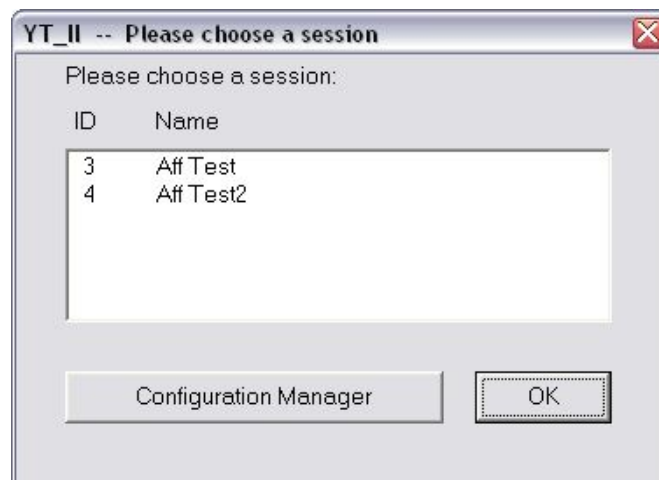 YT_II -- Please choose a session
Please choose a session:
ID Name
3 Aff Test
4 Aff Test2
Configuration Manager OK